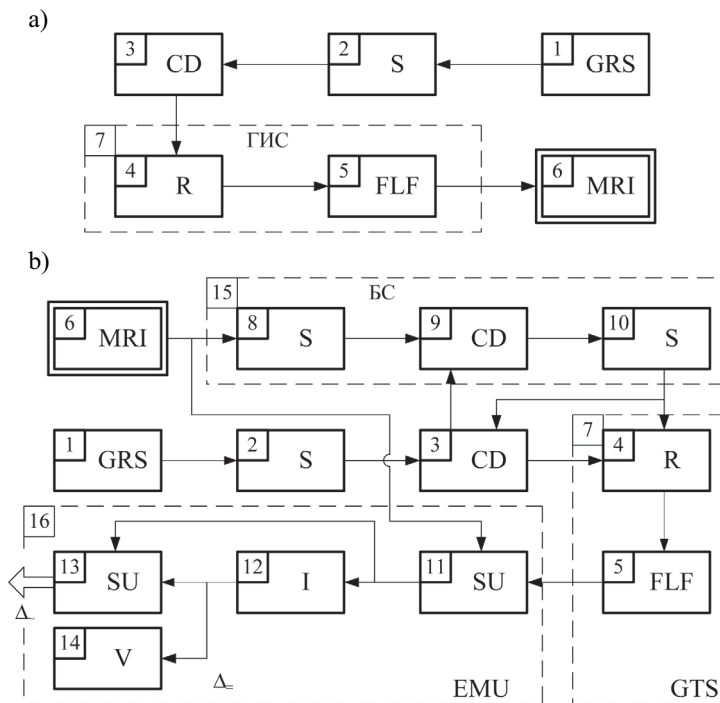 a)
3 CD
2 S
1 GRS
7 ГИС
4 R
5 FLF
6 MRI
b)
15 БС
6 MRI
8 S
9 CD
10 S
1 GRS
2 S
3 CD
7
4 R
16
13 SU
12 I
11 SU
5 FLF
Δ~
14 V
Δ=
EMU
GTS